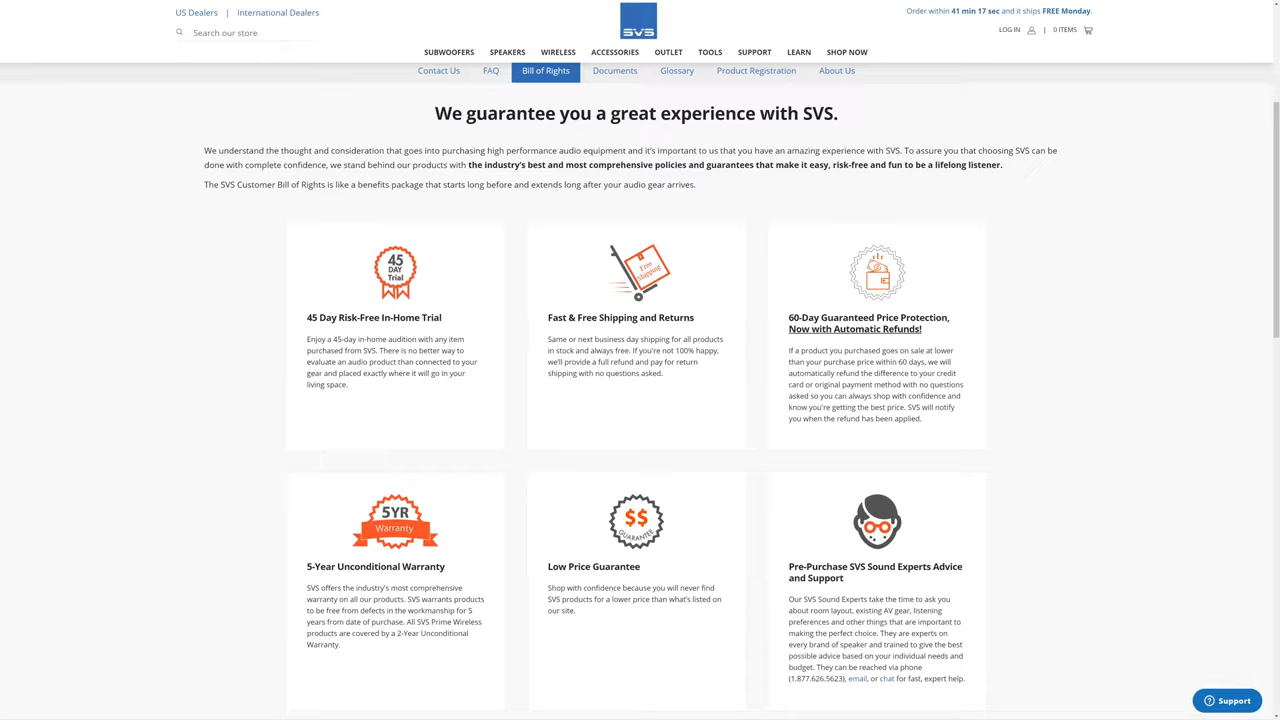 US Dealers | International Dealers
Order within 41 min 17 sec and it ships FREE Monday.
SVS
Search our store
LOG IN | 0 ITEMS
SUBWOOFERS SPEAKERS WIRELESS ACCESSORIES OUTLET TOOLS SUPPORT LEARN SHOP NOW
Contact Us FAQ Bill of Rights Documents Glossary Product Registration About Us
We guarantee you a great experience with SVS.
We understand the thought and consideration that goes into purchasing high performance audio equipment and it's important to us that you have an amazing experience with SVS. To assure you that choosing SVS can be
done with complete confidence, we stand behind our products with the industry's best and most comprehensive policies and guarantees that make it easy, risk-free and fun to be a lifelong listener.
The SVS Customer Bill of Rights is like a benefits package that starts long before and extends long after your audio gear arrives.
45
DAY
Trial
45 Day Risk-Free In-Home Trial
Enjoy a 45-day in-home audition with any item
purchased from SVS. There is no better way to
evaluate an audio product than connected to your
gear and placed exactly where it will go in your
living space.
Free
Shipping
Fast & Free Shipping and Returns
Same or next business day shipping for all products
in stock and always free. If you're not 100% happy,
we'll provide a full refund and pay for return
shipping with no questions asked.
60-Day Guaranteed Price Protection,
Now with Automatic Refunds!
If a product you purchased goes on sale at lower
than your purchase price within 60 days, we will
automatically refund the difference to your credit
card or original payment method with no questions
asked so you can always shop with confidence and
know you're getting the best price. SVS will notify
you when the refund has been applied.
5YR
Warranty
5-Year Unconditional Warranty
SVS offers the industry's most comprehensive
warranty on all our products. SVS warrants products
to be free from defects in the workmanship for 5
years from date of purchase. All SVS Prime Wireless
products are covered by a 2-Year Unconditional
Warranty.
$$
GUARANTEE
Low Price Guarantee
Shop with confidence because you will never find
SVS products for a lower price than what's listed on
our site.
Pre-Purchase SVS Sound Experts Advice
and Support
Our SVS Sound Experts take the time to ask you
about room layout, existing AV gear, listening
preferences and other things that are important to
making the perfect choice. They are experts on
every brand of speaker and trained to give the best
possible advice based on your individual needs and
budget. They can be reached via phone
(1.877.626.5623), email, or chat for fast, expert help.
Support